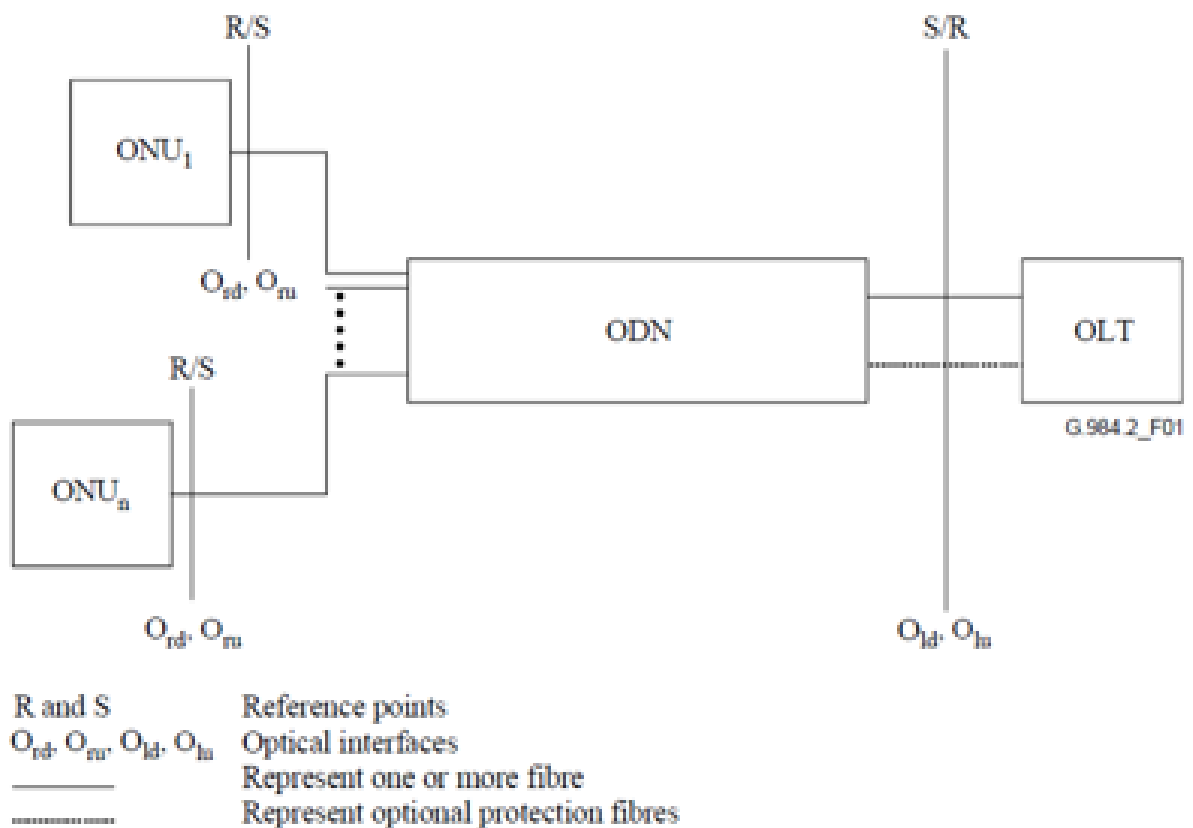 R/S
S/R
ONU1
Ord, Oru
ODN
OLT
R/S
G.984.2_F01
ONUn
Ord, Oru
Old, Olu
R and S Reference points
Ord, Oru, Old, Olu Optical interfaces
Represent one or more fibre
Represent optional protection fibres